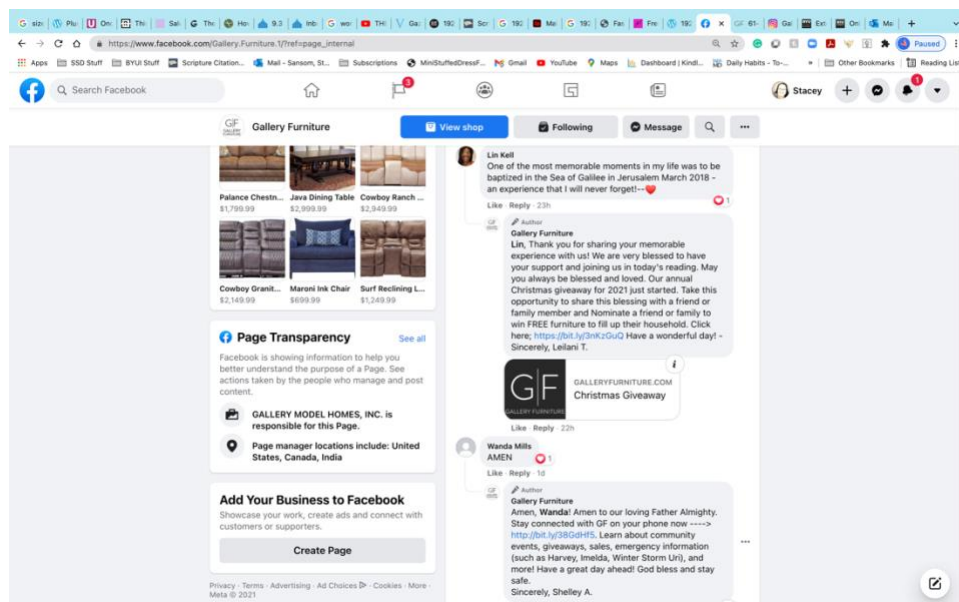 https://www.facebook.com/Gallery.Furniture.1/?ref=page_internal
Paused
Apps SSD Stuff BYUI Stuff Scripture Citation... Mail - Sansom, St... Subscriptions MiniStuffedDressF... Gmail YouTube Maps Dashboard | Kindl... Daily Habits - To-... » Other Bookmarks Reading List
Search Facebook
3
Stacey
1
GF
Gallery Furniture
View shop
Following
Message
Palance Chestn...
$1,799.99
Java Dining Table
$2,999.99
Cowboy Ranch ...
$2,949.99
Cowboy Granit...
$2,149.99
Maroni Ink Chair
$699.99
Surf Reclining L...
$1,249.99
Page Transparency
See all
Facebook is showing information to help you
better understand the purpose of a Page. See
actions taken by the people who manage and post
content.
GALLERY MODEL HOMES, INC. is
responsible for this Page.
Page manager locations include: United
States, Canada, India
Add Your Business to Facebook
Showcase your work, create ads and connect with
customers or supporters.
Create Page
Privacy · Terms · Advertising · Ad Choices · Cookies · More ·
Meta © 2021
Lin Kell
One of the most memorable moments in my life was to be
baptized in the Sea of Galilee in Jerusalem March 2018 -
an experience that I will never forget!--❤️
1
Like · Reply · 23h
Author
Gallery Furniture
Lin, Thank you for sharing your memorable
experience with us! We are very blessed to have
your support and joining us in today's reading. May
you always be blessed and loved. Our annual
Christmas giveaway for 2021 just started. Take this
opportunity to share this blessing with a friend or
family member and Nominate a friend or family to
win FREE furniture to fill up their household. Click
here; https://bit.ly/3nKzGuQ Have a wonderful day! -
Sincerely, Leilani T.
G|F
GALLERY FURNITURE
GALLERYFURNITURE.COM
Christmas Giveaway
Like · Reply · 22h
Wanda Mills
AMEN
1
Like · Reply · 1d
Author
Gallery Furniture
Amen, Wanda! Amen to our loving Father Almighty.
Stay connected with GF on your phone now ---->
http://bit.ly/38GdHf5. Learn about community
events, giveaways, sales, emergency information
(such as Harvey, Imelda, Winter Storm Uri), and
more! Have a great day ahead! God bless and stay
safe.
Sincerely, Shelley A.